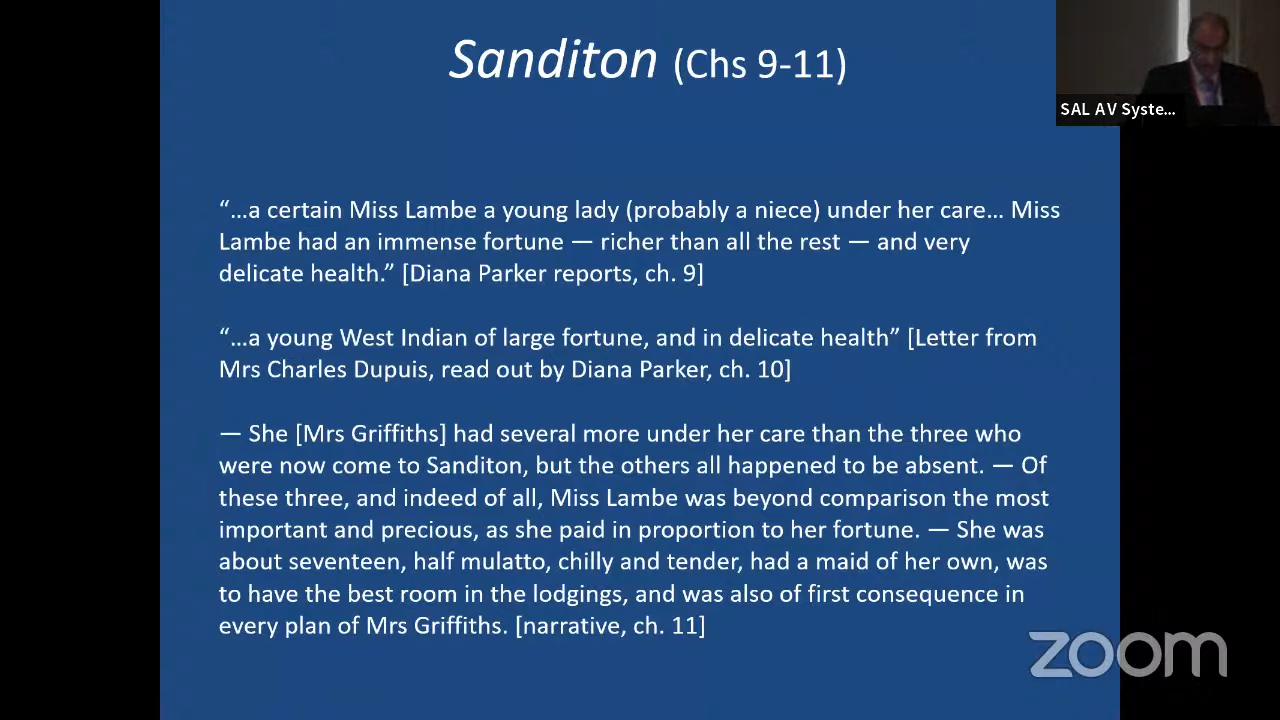 Sanditon (Chs 9-11)
SAL AV Syste...
“…a certain Miss Lambe a young lady (probably a niece) under her care… Miss
Lambe had an immense fortune — richer than all the rest — and very
delicate health.” [Diana Parker reports, ch. 9]
“…a young West Indian of large fortune, and in delicate health” [Letter from
Mrs Charles Dupuis, read out by Diana Parker, ch. 10]
— She [Mrs Griffiths] had several more under her care than the three who
were now come to Sanditon, but the others all happened to be absent. — Of
these three, and indeed of all, Miss Lambe was beyond comparison the most
important and precious, as she paid in proportion to her fortune. — She was
about seventeen, half mulatto, chilly and tender, had a maid of her own, was
to have the best room in the lodgings, and was also of first consequence in
every plan of Mrs Griffiths. [narrative, ch. 11]
zoom